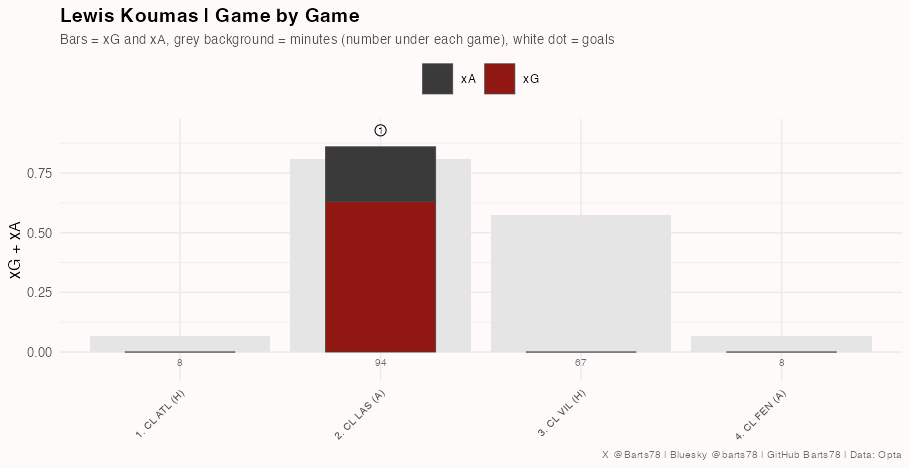 Lewis Koumas | Game by Game
Bars = xG and xA, grey background = minutes (number under each game), white dot = goals
xA xG
1
xG + xA
0.75
0.50
0.25
0.00
8 94 67 8
1. CL ATL (H)
2. CL LAS (A)
3. CL VIL (H)
4. CL FEN (A)
X @Barts78 | Bluesky @barts78 | GitHub Barts78 | Data: Opta